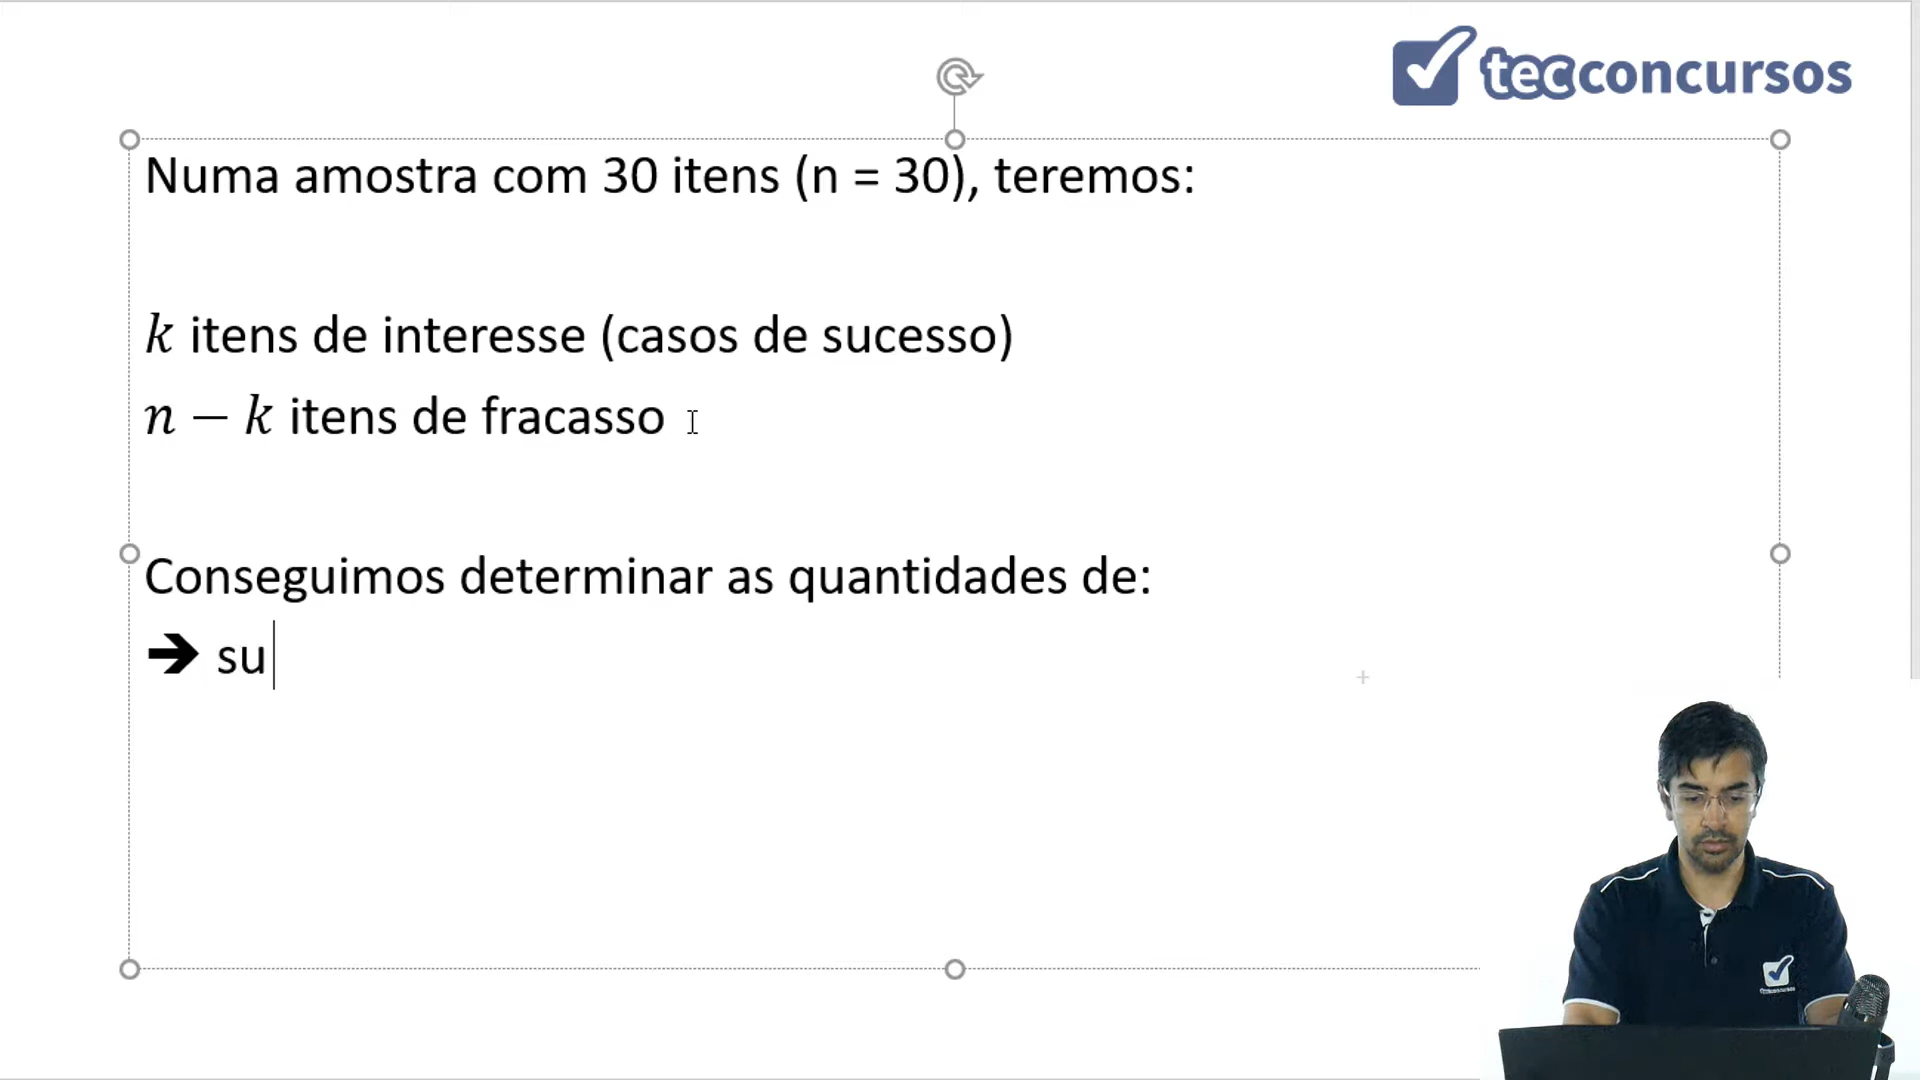 tecconcursos
Numa amostra com 30 itens (n = 30), teremos:
k itens de interesse (casos de sucesso)
n − k itens de fracasso
Conseguimos determinar as quantidades de:
➔ su